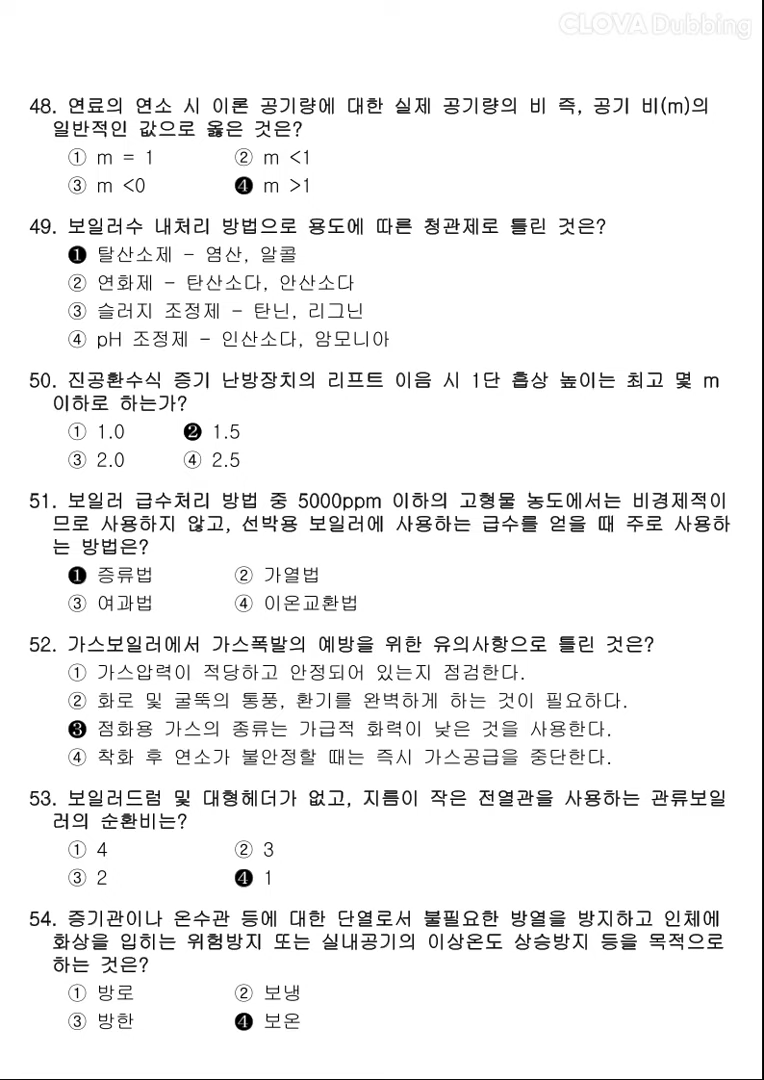 CLOVA Dubbing
48. 연료의 연소 시 이론 공기량에 대한 실제 공기량의 비 즉, 공기 비(m)의
일반적인 값으로 옳은 것은?
① m = 1 ② m <1
③ m <0 ❹ m >1
49. 보일러수 내처리 방법으로 용도에 따른 청관제로 틀린 것은?
❶ 탈산소제 - 염산, 알콜
② 연화제 - 탄산소다, 안산소다
③ 슬러지 조정제 - 탄닌, 리그닌
④ pH 조정제 - 인산소다, 암모니아
50. 진공환수식 증기 난방장치의 리프트 이음 시 1단 흡상 높이는 최고 몇 m
이하로 하는가?
① 1.0 ❷ 1.5
③ 2.0 ④ 2.5
51. 보일러 급수처리 방법 중 5000ppm 이하의 고형물 농도에서는 비경제적이
므로 사용하지 않고, 선박용 보일러에 사용하는 급수를 얻을 때 주로 사용하
는 방법은?
❶ 증류법 ② 가열법
③ 여과법 ④ 이온교환법
52. 가스보일러에서 가스폭발의 예방을 위한 유의사항으로 틀린 것은?
① 가스압력이 적당하고 안정되어 있는지 점검한다.
② 화로 및 굴뚝의 통풍, 환기를 완벽하게 하는 것이 필요하다.
❸ 점화용 가스의 종류는 가급적 화력이 낮은 것을 사용한다.
④ 착화 후 연소가 불안정할 때는 즉시 가스공급을 중단한다.
53. 보일러드럼 및 대형헤더가 없고, 지름이 작은 전열관을 사용하는 관류보일
러의 순환비는?
① 4 ② 3
③ 2 ❹ 1
54. 증기관이나 온수관 등에 대한 단열로서 불필요한 방열을 방지하고 인체에
화상을 입히는 위험방지 또는 실내공기의 이상온도 상승방지 등을 목적으로
하는 것은?
① 방로 ② 보냉
③ 방한 ❹ 보온